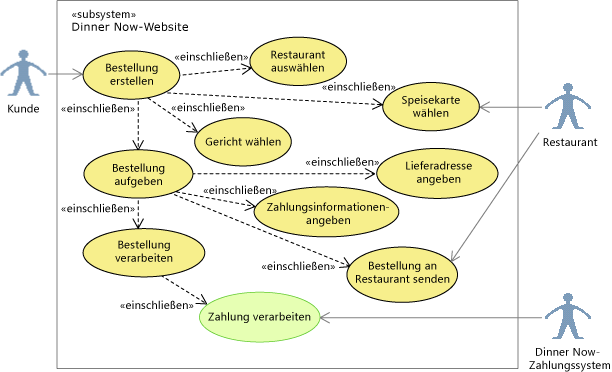 «subsystem»
Dinner Now-Website
Kunde
Bestellung
erstellen
«einschließen»
Restaurant
auswählen
«einschließen»
Speisekarte
wählen
Restaurant
«einschließen»
«einschließen»
Gericht wählen
Bestellung
aufgeben
«einschließen»
Lieferadresse
angeben
«einschließen»
Zahlungsinformationen-
angeben
«einschließen»
Bestellung
verarbeiten
«einschließen»
Bestellung an
Restaurant senden
«einschließen»
Zahlung verarbeiten
Dinner Now-
Zahlungssystem